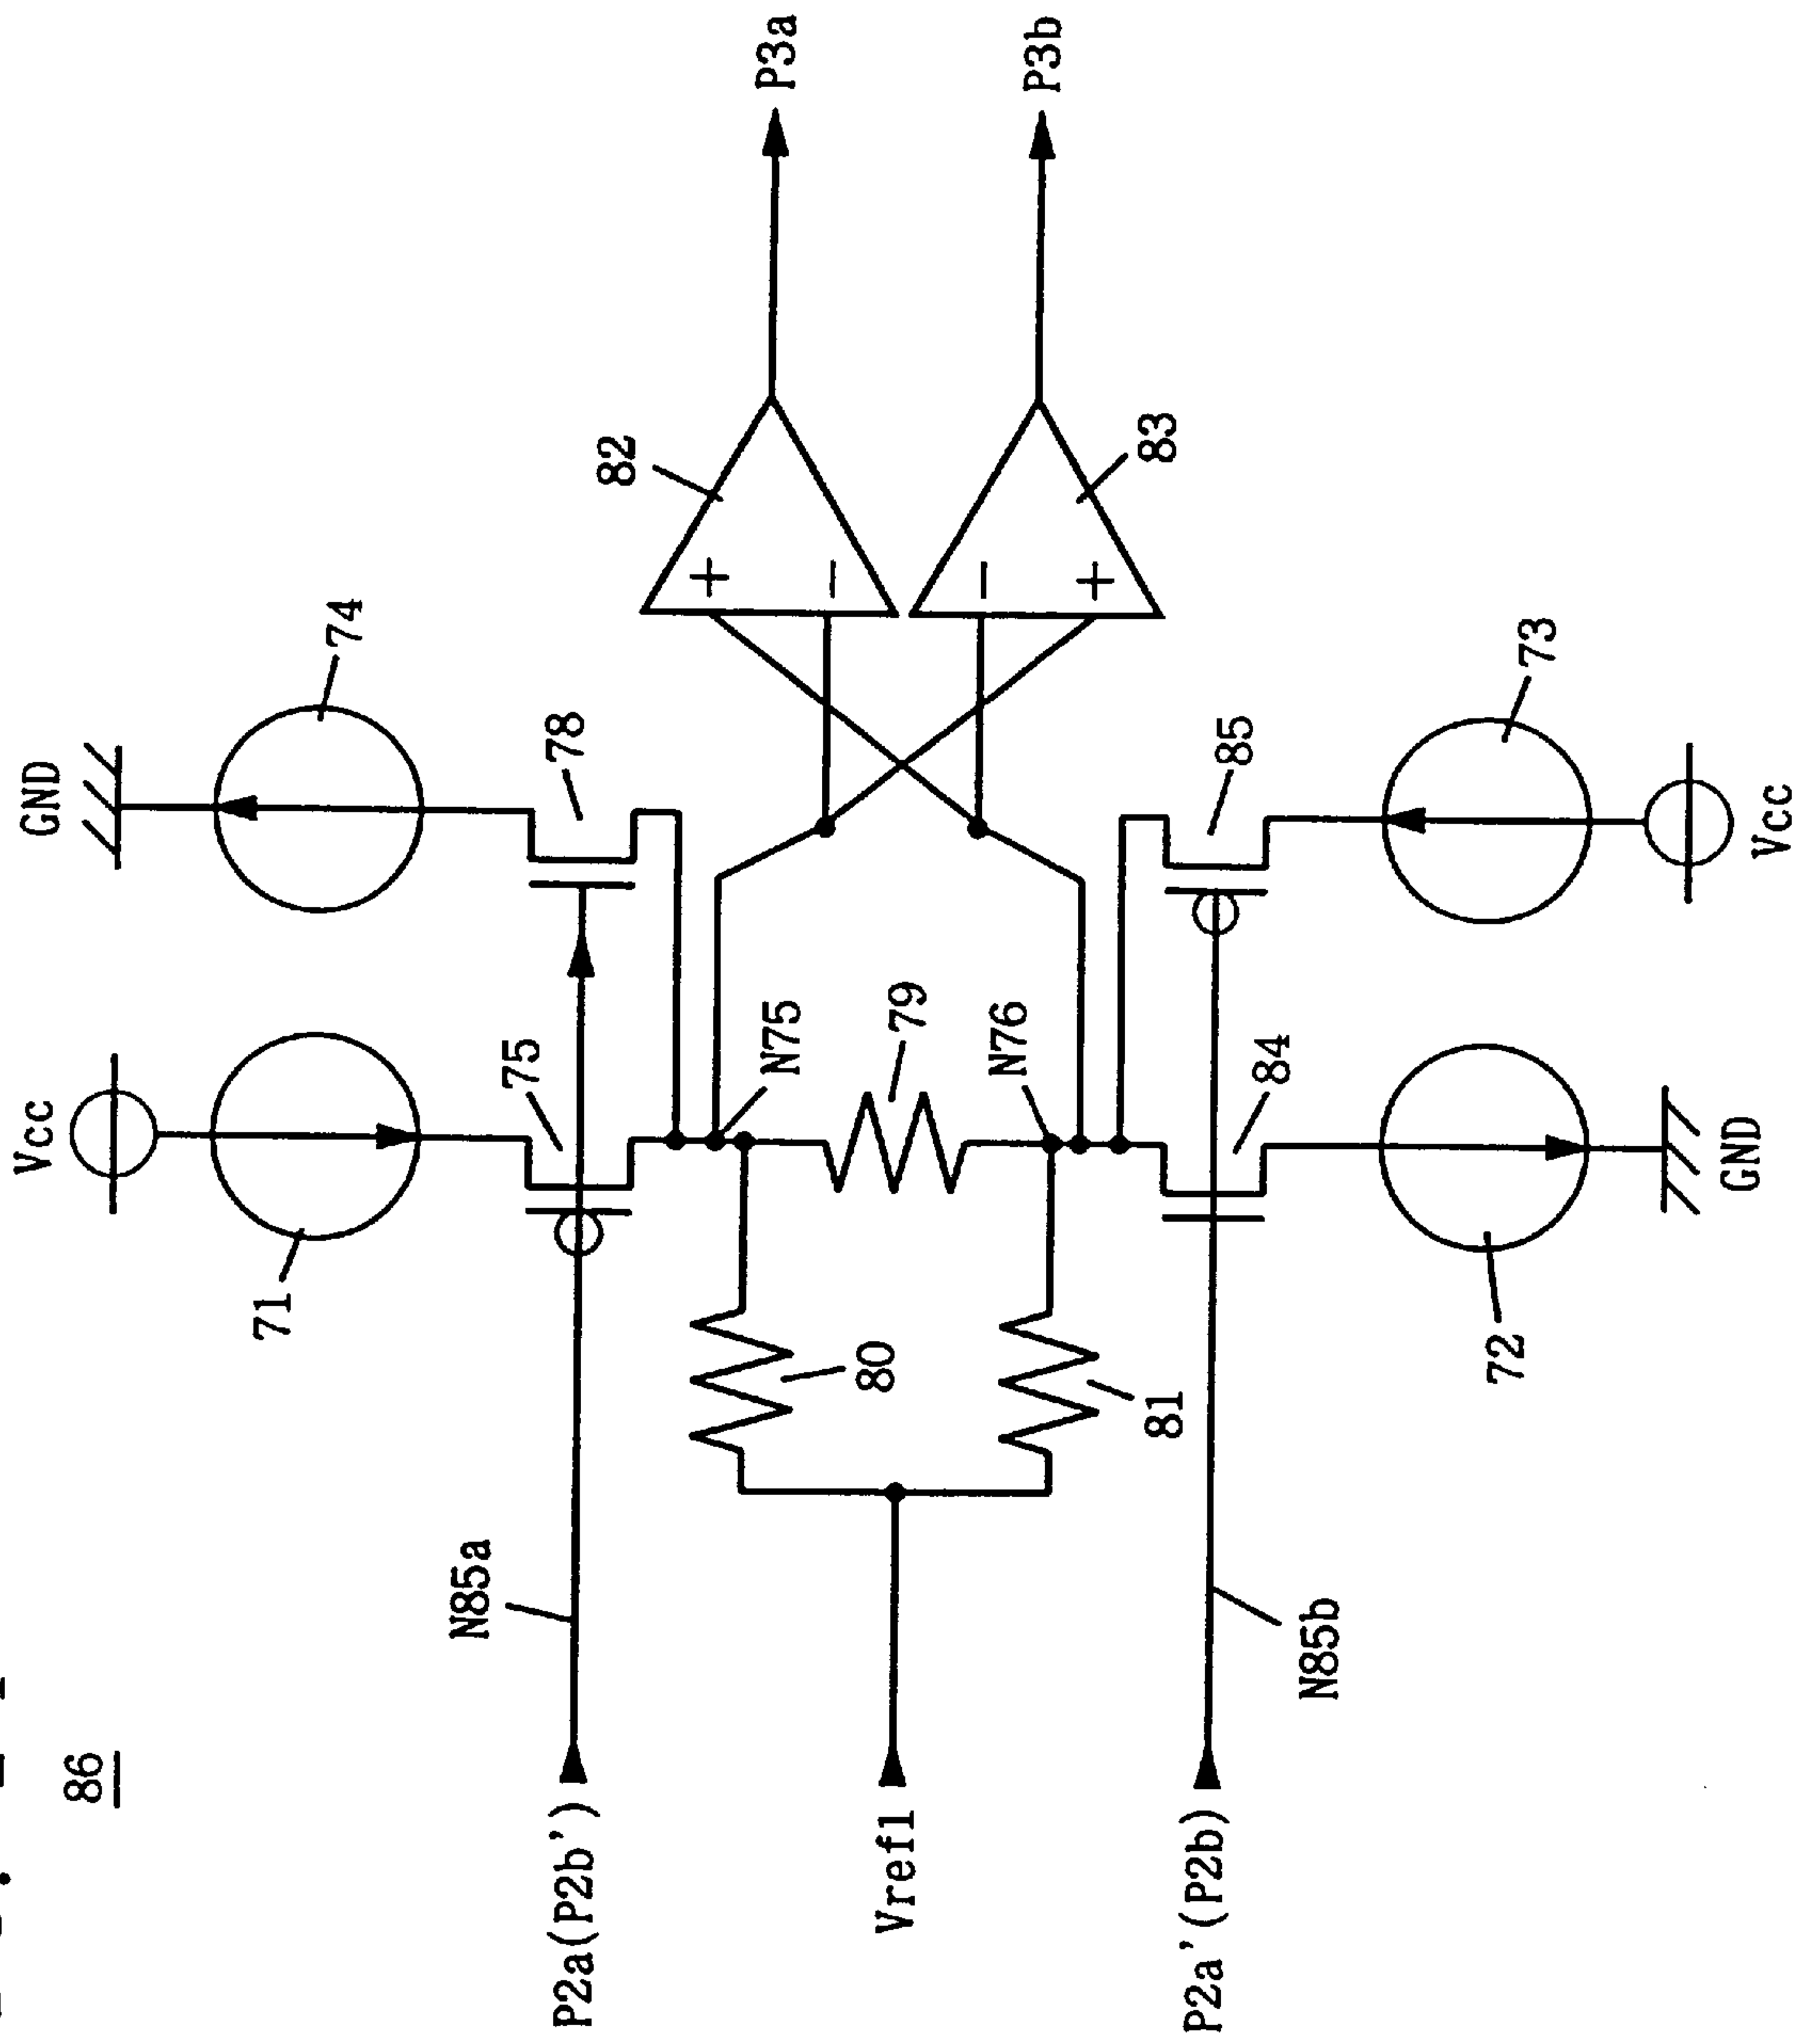 86
Vcc
GND
71
74
75
78
82
P3a
N85a
P2a(P2b')
N75
80
79
Vref1
N76
81
83
P3b
P2a'(P2b)
N85b
84
85
72
73
GND
Vcc